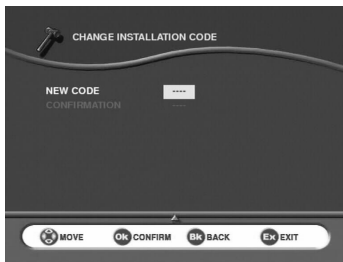 CHANGE INSTALLATION CODE
NEW CODE ----
CONFIRMATION ----
MOVE Ok CONFIRM Bk BACK Ex EXIT